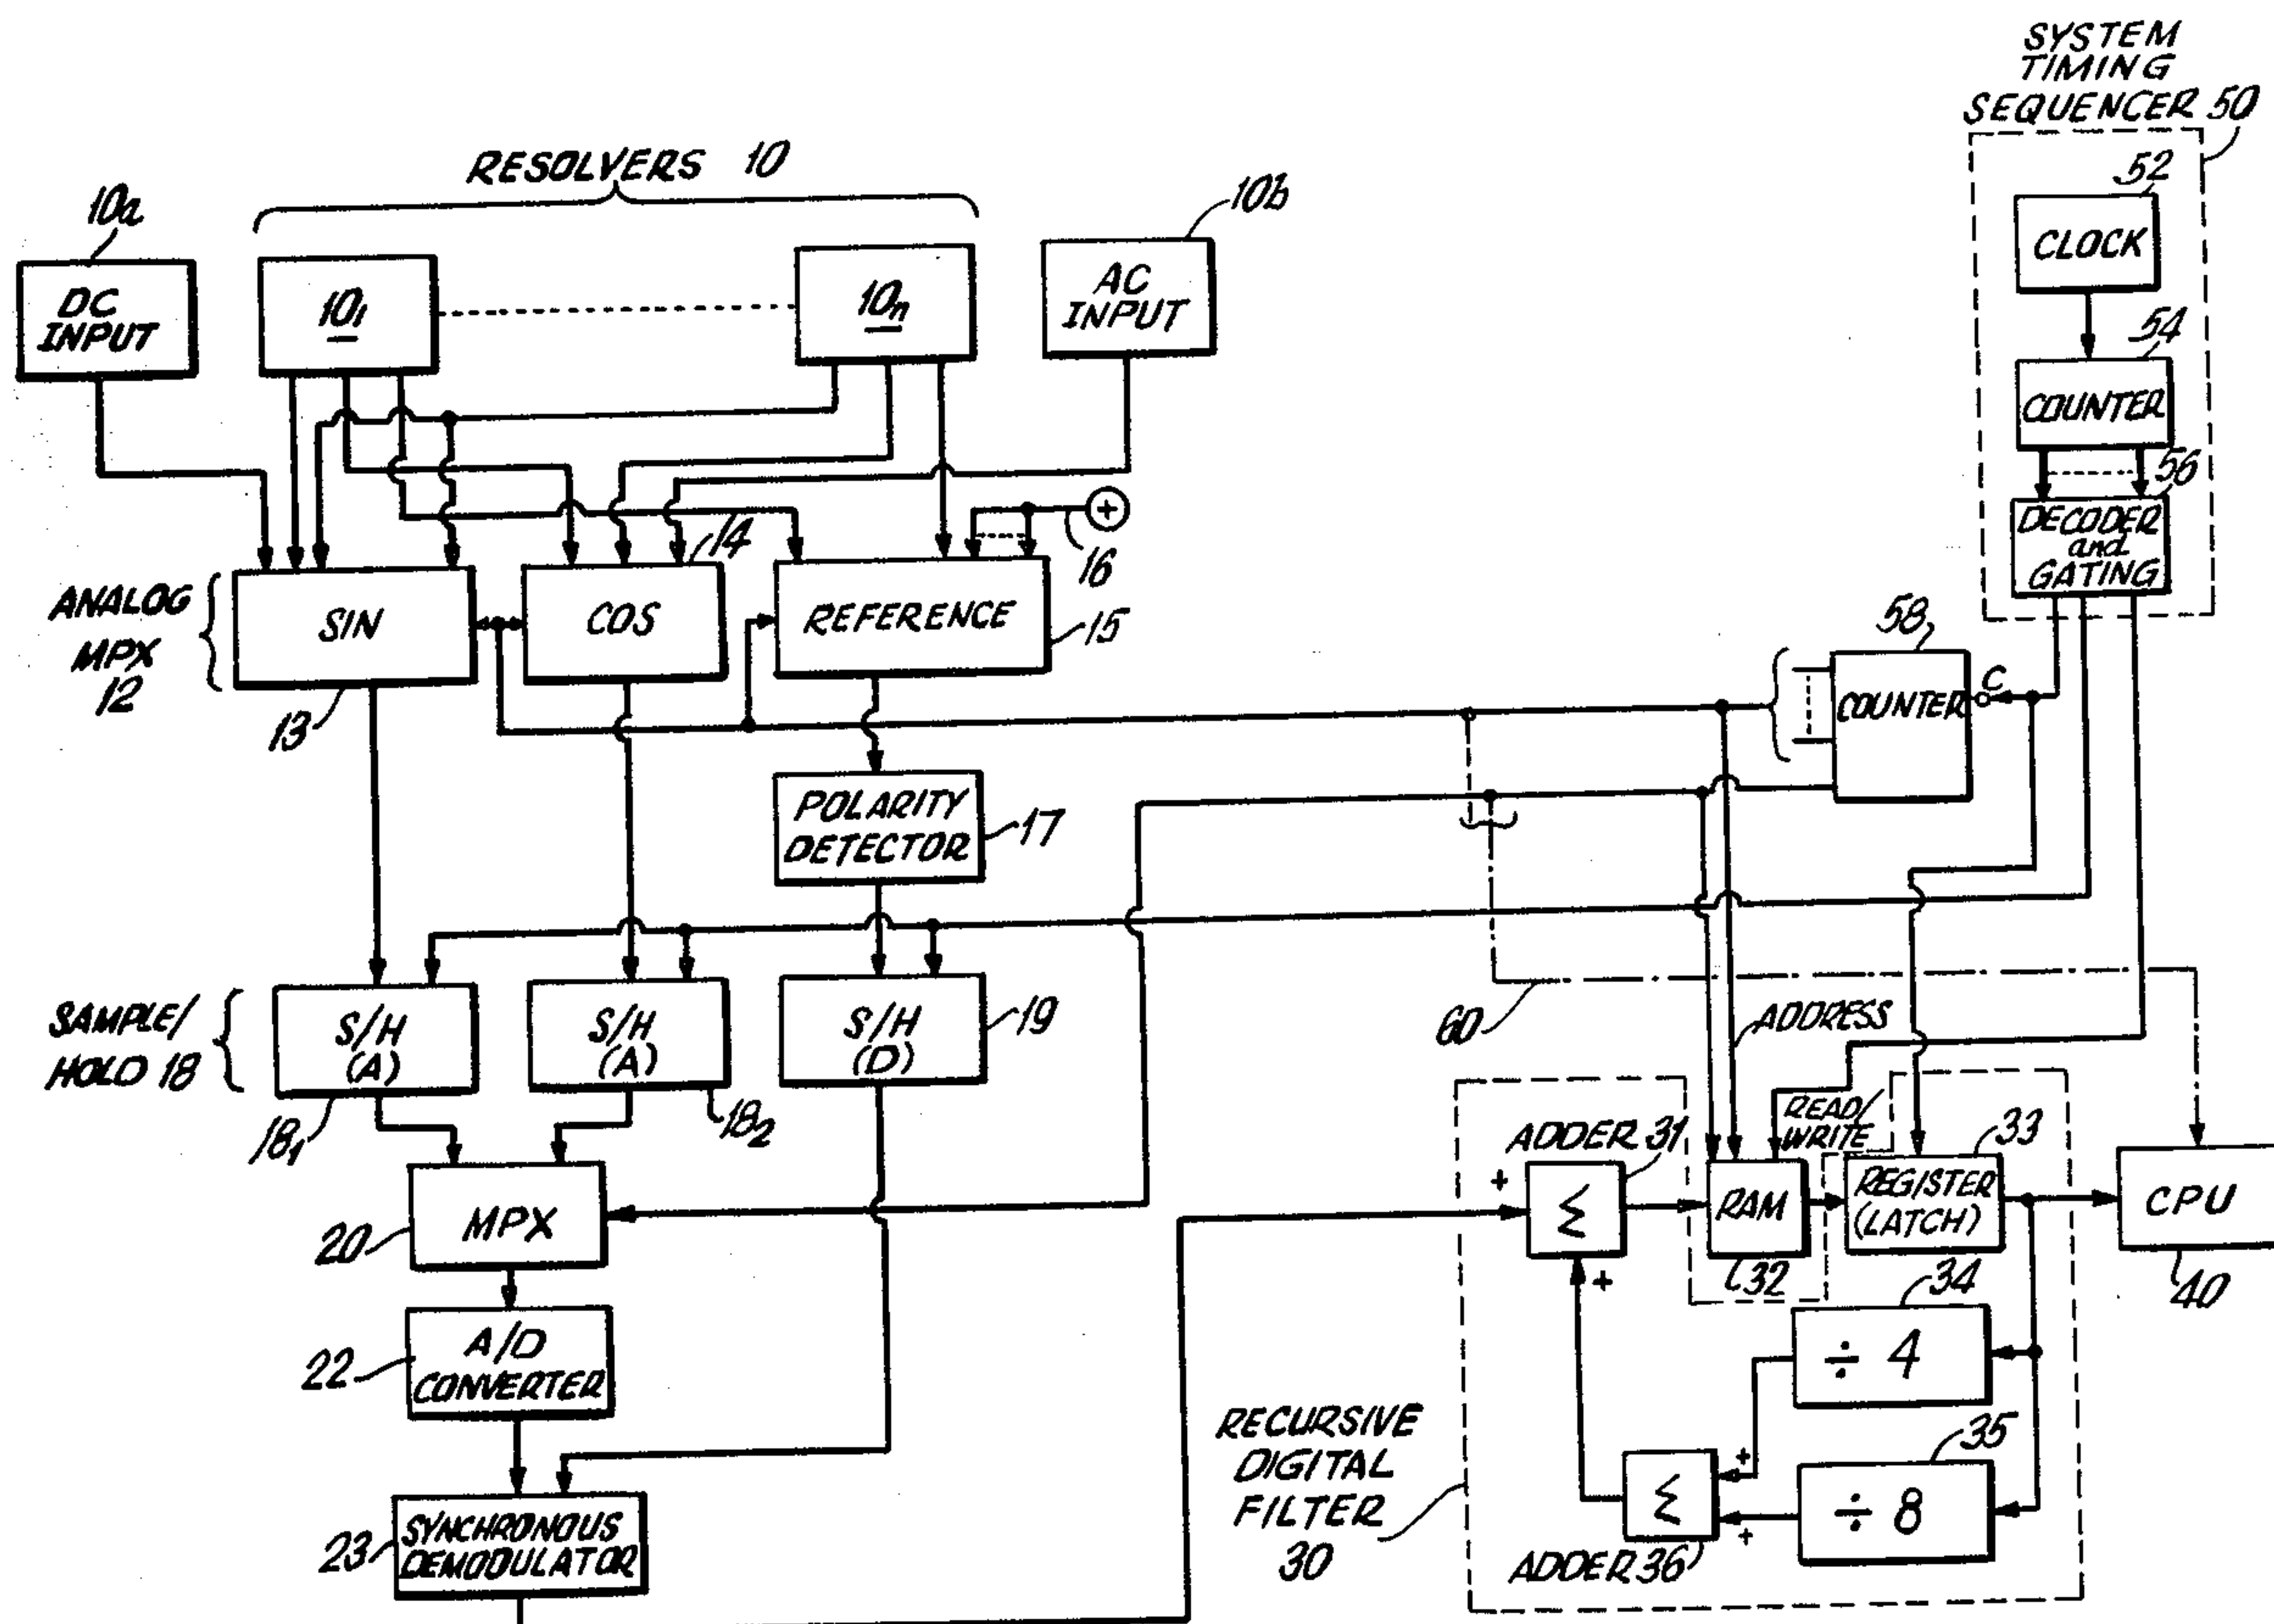 SYSTEM
TIMING
SEQUENCER 50
52
CLOCK
54
COUNTER
56
DECODER
and
GATING
RESOLVERS 10
10a
DC
INPUT
10₁
10n
10b
AC
INPUT
+
16
14
ANALOG
MPX
12
SIN
13
COS
REFERENCE
15
58
COUNTER
C
POLARITY
DETECTOR
17
SAMPLE/
HOLD 18
S/H
(A)
18₁
S/H
(A)
18₂
S/H
(D)
19
60
ADDRESS
READ/
WRITE
MPX
20
A/D
CONVERTER
22
SYNCHRONOUS
DEMODULATOR
23
RECURSIVE
DIGITAL
FILTER
30
ADDER 31
+
Σ
+
RAM
32
33
REGISTER
(LATCH)
CPU
40
34
÷ 4
35
÷ 8
+
Σ
+
ADDER 36